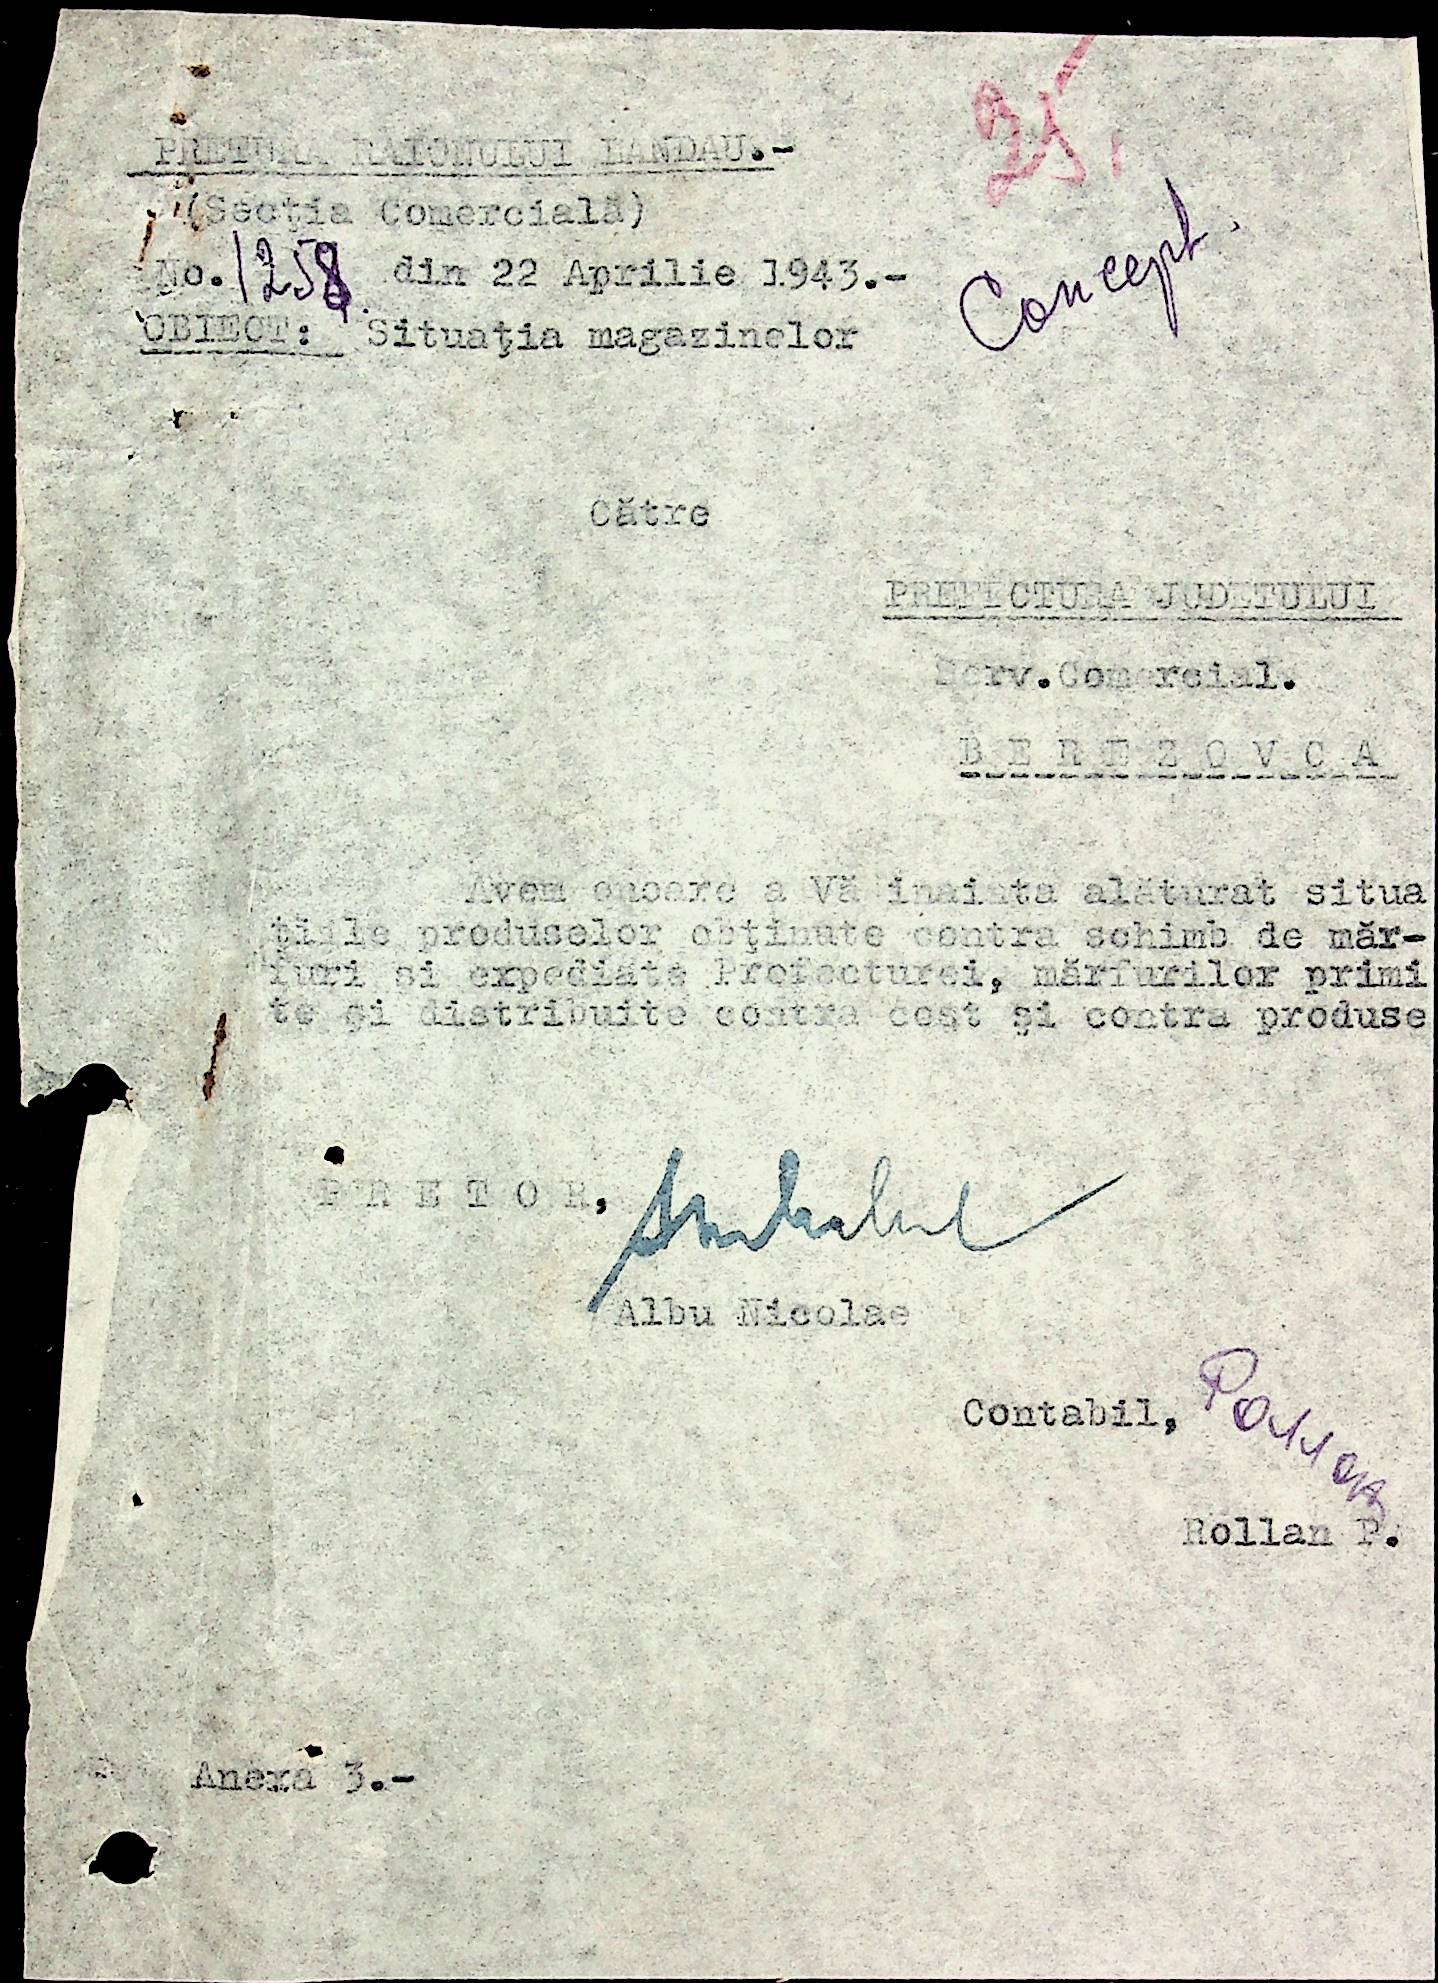 25.
PRETURA RAIONULUI LANDAU.-
(Secţia Comercială)
No. 1258 din 22 Aprilie 1943.-
Concept.
OBIECT: Situaţia magazinelor
Către
PREFECTURA JUDEŢULUI
Serv.Comercial.
B E R E Z O V C A
Avem onoare a Vă inainta alăturat situa
ţiile produselor obţinute contra schimb de măr-
furi şi expediate Prefecturei, mărfurilor primi
te şi distribuite contra cost şi contra produse
P R E T O R,
Albu Nicolae
Contabil,
Rollan P.
Anexa 3.-